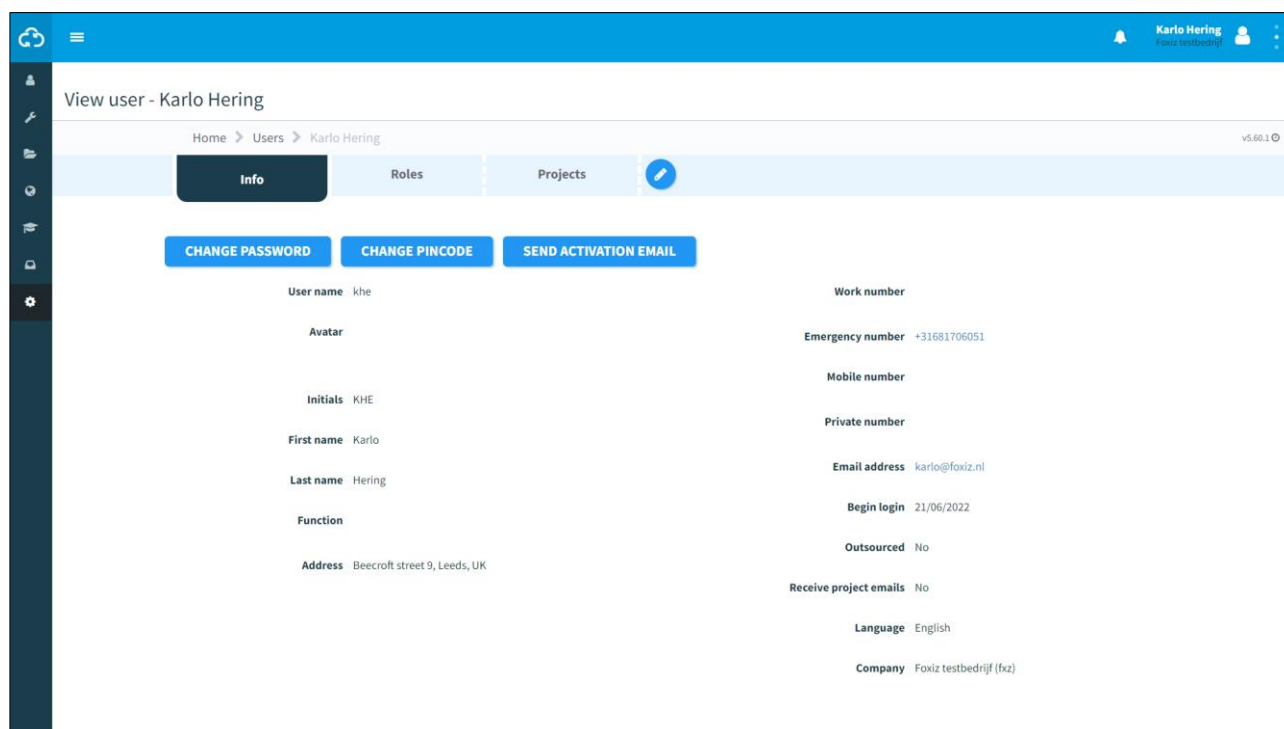 Karlo Hering
Foxiz testbedrijf
View user - Karlo Hering
Home > Users > Karlo Hering
v5.60.1
Info
Roles
Projects
CHANGE PASSWORD
CHANGE PINCODE
SEND ACTIVATION EMAIL
User name khe
Avatar
Initials KHE
First name Karlo
Last name Hering
Function
Address Beecroft street 9, Leeds, UK
Work number
Emergency number +31681706051
Mobile number
Private number
Email address karlo@foxiz.nl
Begin login 21/06/2022
Outsourced No
Receive project emails No
Language English
Company Foxiz testbedrijf (fxz)